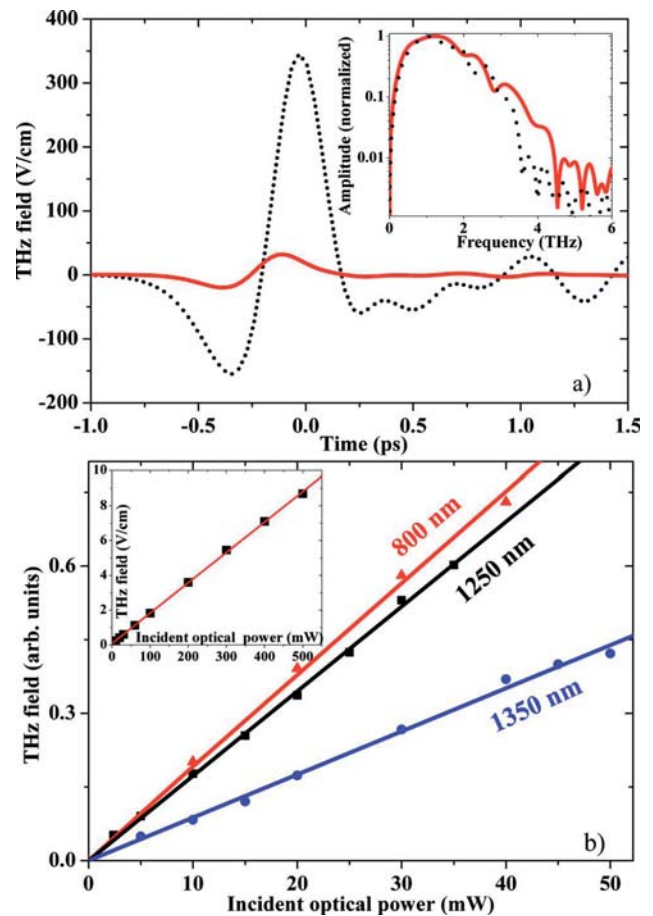 400
300
200
100
0
-100
-200
THz field (V/cm)
-1.0 -0.5 0.0 0.5 1.0 1.5
Time (ps)
a)
1
0.1
0.01
Amplitude (normalized)
0 2 4 6
Frequency (THz)
0.6
0.3
0.0
THz field (arb. units)
0 10 20 30 40 50
Incident optical power (mW)
800 nm
1250 nm
1350 nm
b)
10
8
6
4
2
0
THz field (V/cm)
Incident optical power (mW)
0 100 200 300 400 500